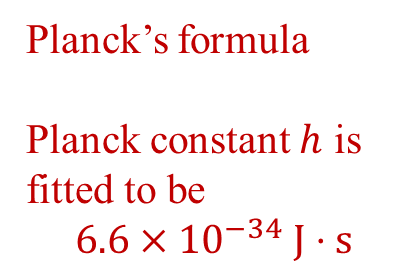 Planck’s formula
Planck constant ℎ is
fitted to be
6.6 × 10⁻³⁴ J · s